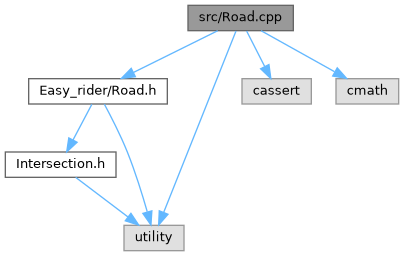 src/Road.cpp
Easy_rider/Road.h
cassert
cmath
Intersection.h
utility